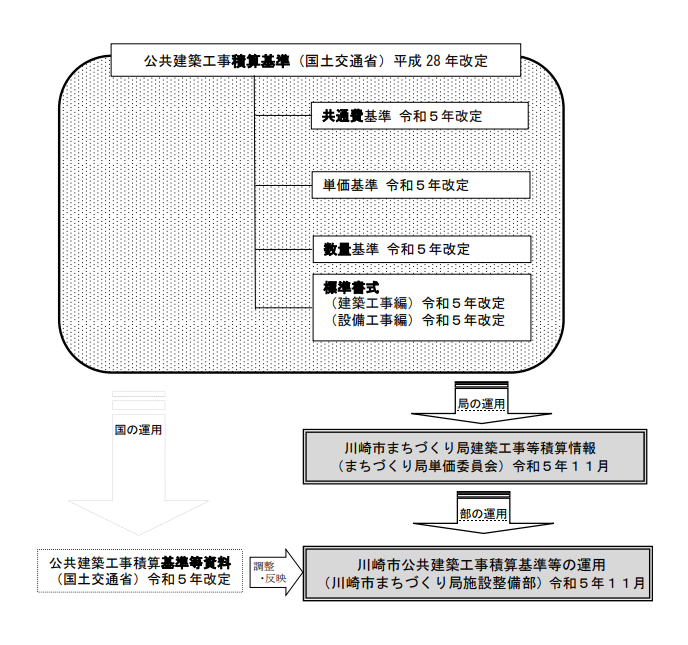 公共建築工事積算基準（国土交通省）平成 28 年改定
共通費基準 令和５年改定
単価基準 令和５年改定
数量基準 令和５年改定
標準書式
（建築工事編）令和５年改定
（設備工事編）令和５年改定
局の運用
国の運用
川崎市まちづくり局建築工事等積算情報
（まちづくり局単価委員会）令和５年１１月
部の運用
公共建築工事積算基準等資料
（国土交通省）令和５年改定
調整
・反映
川崎市公共建築工事積算基準等の運用
（川崎市まちづくり局施設整備部）令和５年１１月